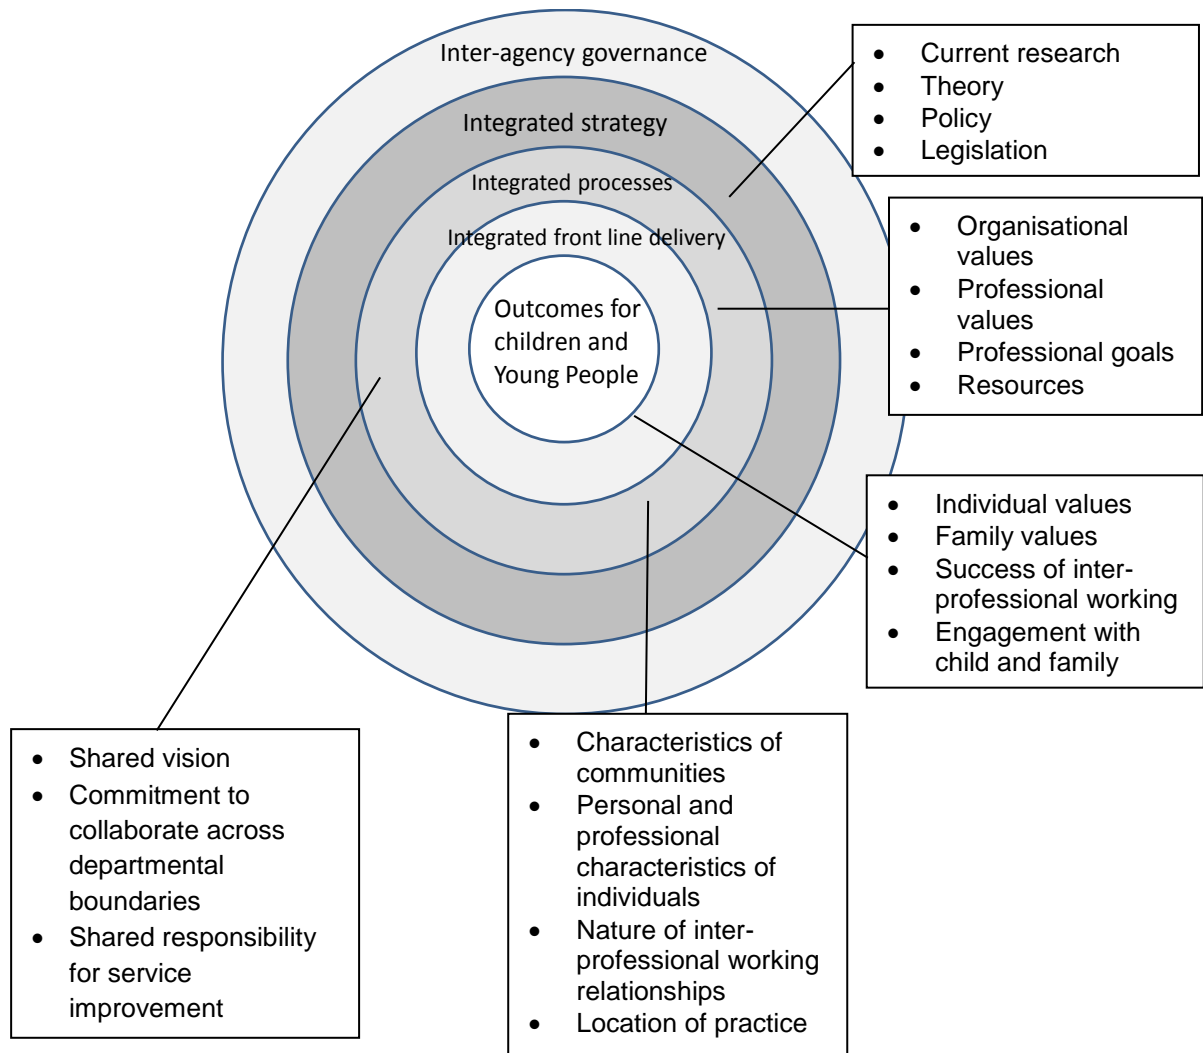 Inter-agency governance
Integrated strategy
Integrated processes
Integrated front line delivery
Outcomes for
children and
Young People
• Current research
• Theory
• Policy
• Legislation
• Organisational
values
• Professional
values
• Professional goals
• Resources
• Individual values
• Family values
• Success of inter-
professional working
• Engagement with
child and family
• Shared vision
• Commitment to
collaborate across
departmental
boundaries
• Shared responsibility
for service
improvement
• Characteristics of
communities
• Personal and
professional
characteristics of
individuals
• Nature of inter-
professional working
relationships
• Location of practice